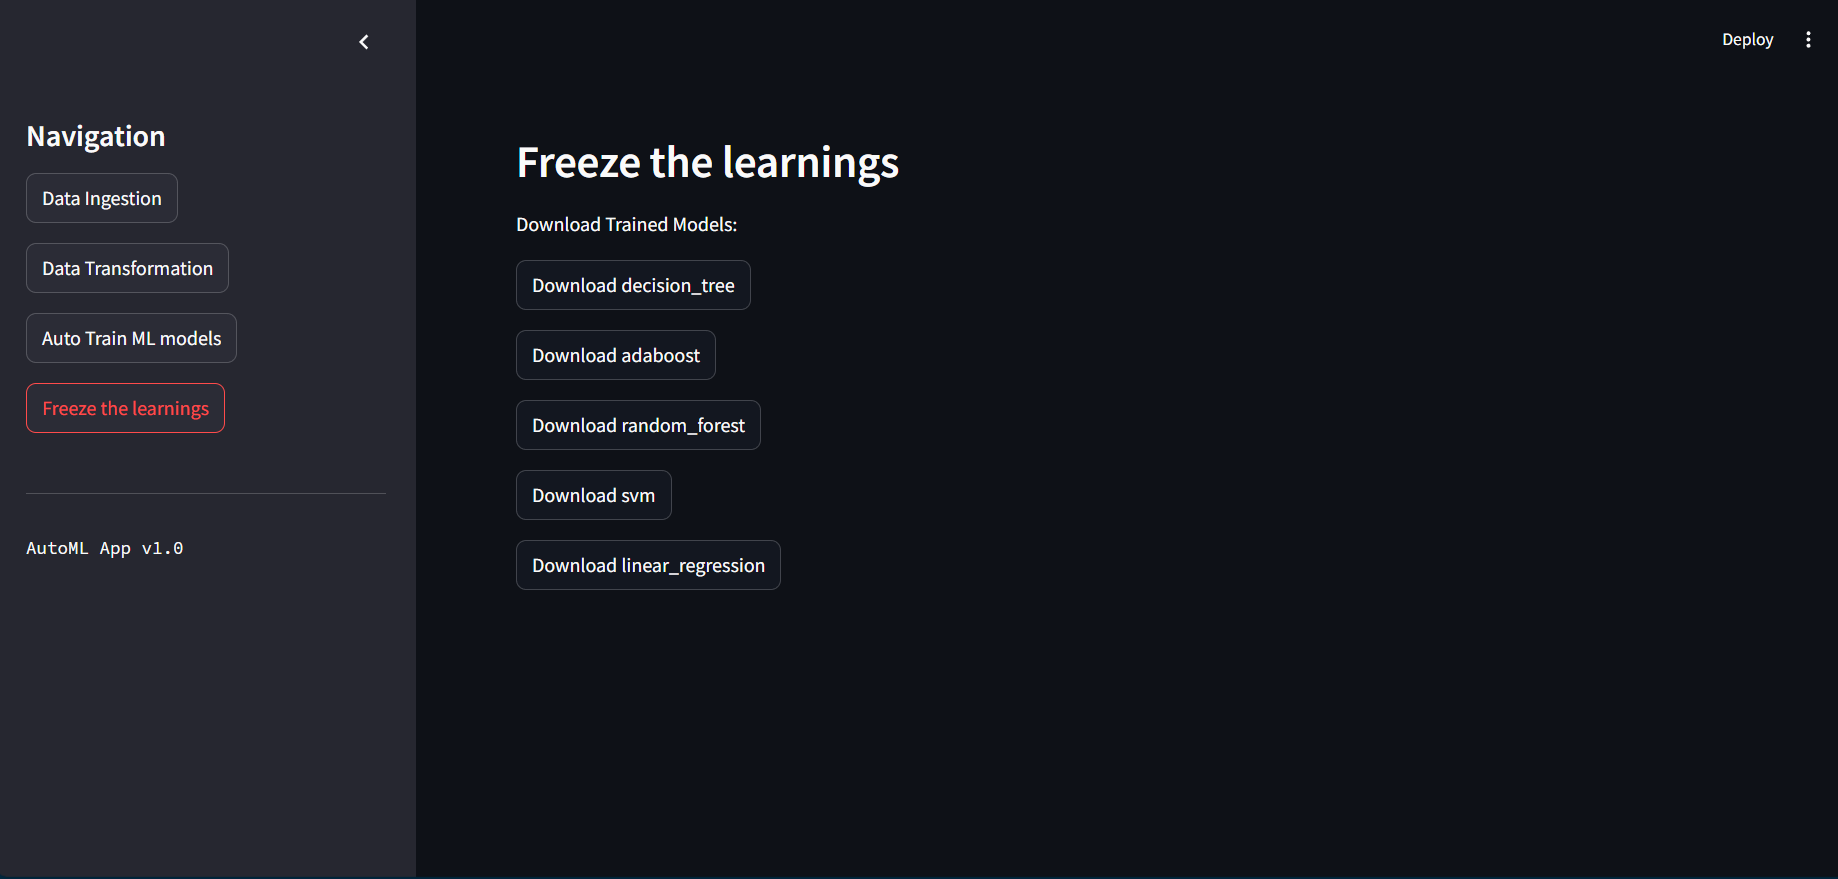 Deploy
Navigation
Data Ingestion
Data Transformation
Auto Train ML models
Freeze the learnings
AutoML App v1.0
Freeze the learnings
Download Trained Models:
Download decision_tree
Download adaboost
Download random_forest
Download svm
Download linear_regression